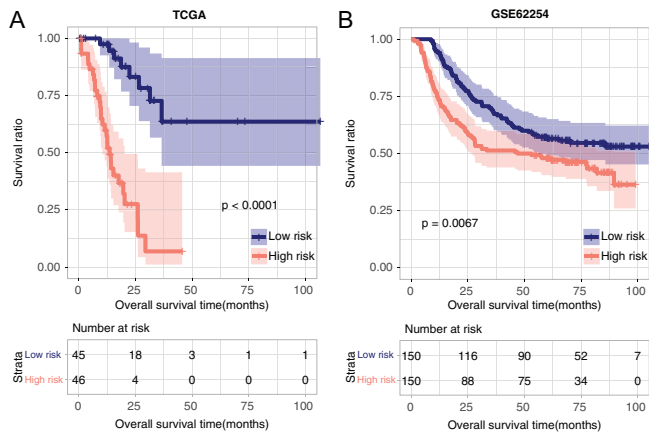 A
TCGA
1.00
0.75
0.50
0.25
0.00
Survival ratio
p < 0.0001
Low risk
High risk
0 25 50 75 100
Overall survival time(months)
Number at risk
Strata
Low risk 45 18 3 1 1
High risk 46 4 0 0 0
0 25 50 75 100
Overall survival time(months)
B
GSE62254
1.00
0.75
0.50
0.25
0.00
Survival ratio
p = 0.0067
Low risk
High risk
0 25 50 75 100
Overall survival time(months)
Number at risk
Strata
Low risk 150 116 90 52 7
High risk 150 88 75 34 0
0 25 50 75 100
Overall survival time(months)